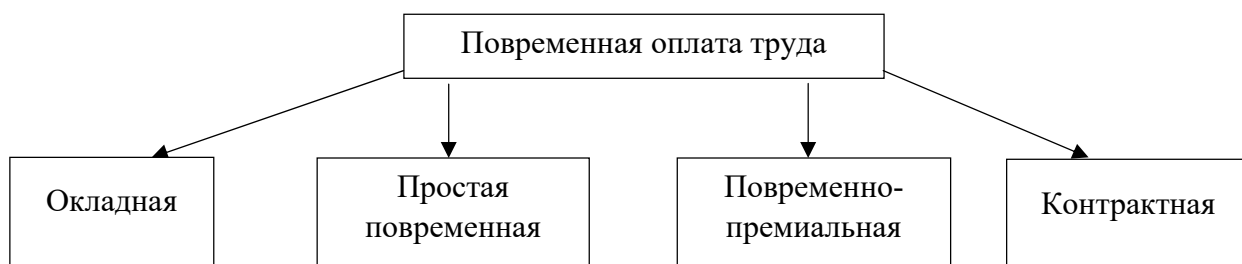 Повременная оплата труда
Окладная
Простая
повременная
Повременно-
премиальная
Контрактная